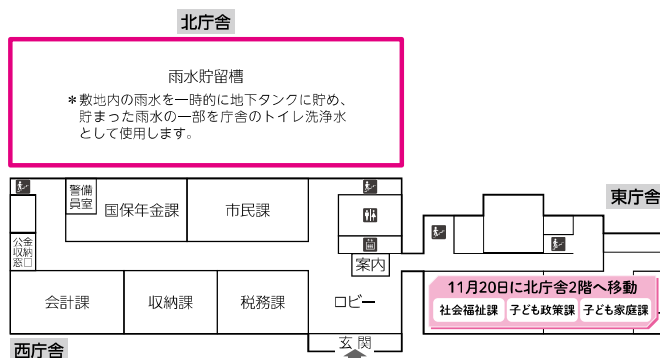 北庁舎
雨水貯留槽
＊敷地内の雨水を一時的に地下タンクに貯め、
貯まった雨水の一部を庁舎のトイレ洗浄水
として使用します。
東庁舎
警備
員室
国保年金課
市民課
公金
収納
窓口
案内
会計課
収納課
税務課
ロビー
11月20日に北庁舎2階へ移動
社会福祉課
子ども政策課
子ども家庭課
玄関
西庁舎